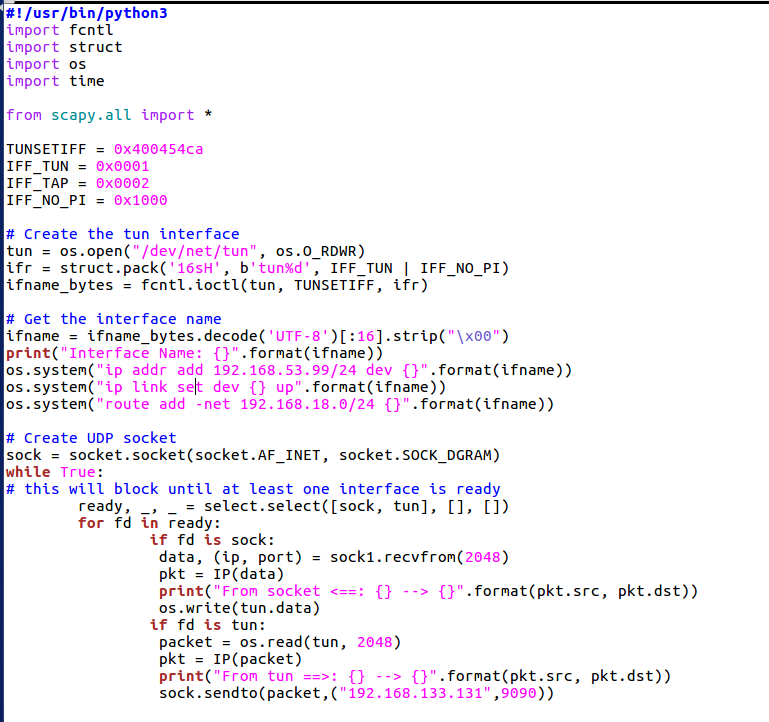 #!/usr/bin/python3
import fcntl
import struct
import os
import time

from scapy.all import *

TUNSETIFF = 0x400454ca
IFF_TUN = 0x0001
IFF_TAP = 0x0002
IFF_NO_PI = 0x1000

# Create the tun interface
tun = os.open("/dev/net/tun", os.O_RDWR)
ifr = struct.pack('16sH', b'tun%d', IFF_TUN | IFF_NO_PI)
ifname_bytes = fcntl.ioctl(tun, TUNSETIFF, ifr)

# Get the interface name
ifname = ifname_bytes.decode('UTF-8')[:16].strip("\x00")
print("Interface Name: {}".format(ifname))
os.system("ip addr add 192.168.53.99/24 dev {}".format(ifname))
os.system("ip link set dev {} up".format(ifname))
os.system("route add -net 192.168.18.0/24 {}".format(ifname))

# Create UDP socket
sock = socket.socket(socket.AF_INET, socket.SOCK_DGRAM)
while True:
# this will block until at least one interface is ready
        ready, _, _ = select.select([sock, tun], [], [])
        for fd in ready:
                if fd is sock:
                 data, (ip, port) = sock1.recvfrom(2048)
                 pkt = IP(data)
                 print("From socket <==: {} --> {}".format(pkt.src, pkt.dst))
                 os.write(tun.data)
                if fd is tun:
                 packet = os.read(tun, 2048)
                 pkt = IP(packet)
                 print("From tun ==>: {} --> {}".format(pkt.src, pkt.dst))
                 sock.sendto(packet,("192.168.133.131",9090))